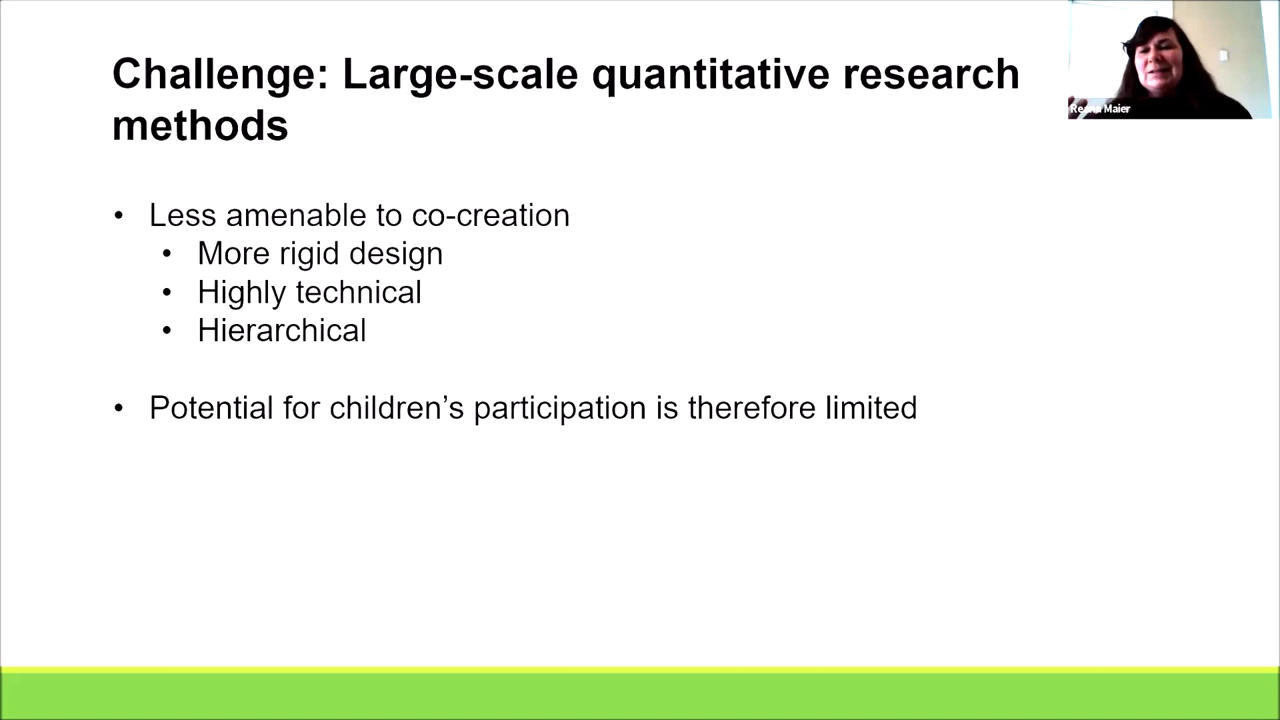 Challenge: Large-scale quantitative research
methods
• Less amenable to co-creation
• More rigid design
• Highly technical
• Hierarchical
• Potential for children’s participation is therefore limited
Reana Maier